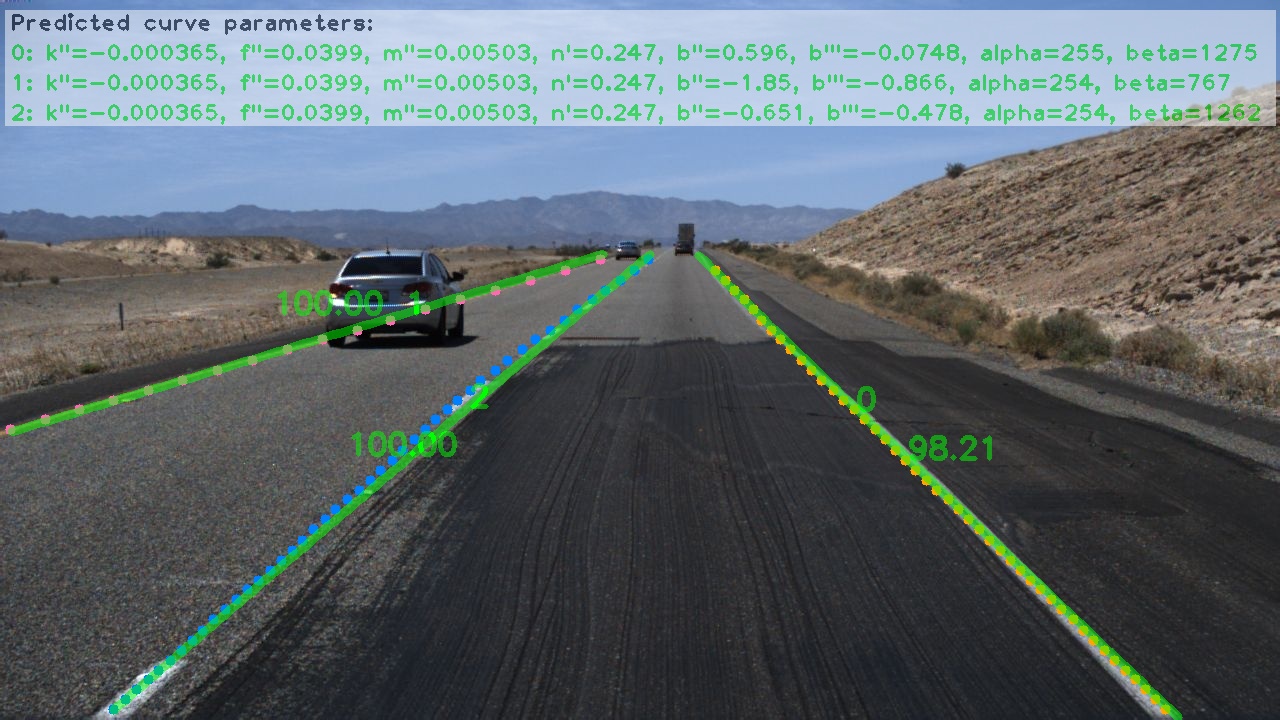 Predicted curve parameters:
0: k''=-0.000365, f''=0.0399, m''=0.00503, n'=0.247, b''=0.596, b'''=-0.0748, alpha=255, beta=1275
1: k''=-0.000365, f''=0.0399, m''=0.00503, n'=0.247, b''=-1.85, b'''=-0.866, alpha=254, beta=767
2: k''=-0.000365, f''=0.0399, m''=0.00503, n'=0.247, b''=-0.651, b'''=-0.478, alpha=254, beta=1262
100.00 1
2 0
100.00 98.21